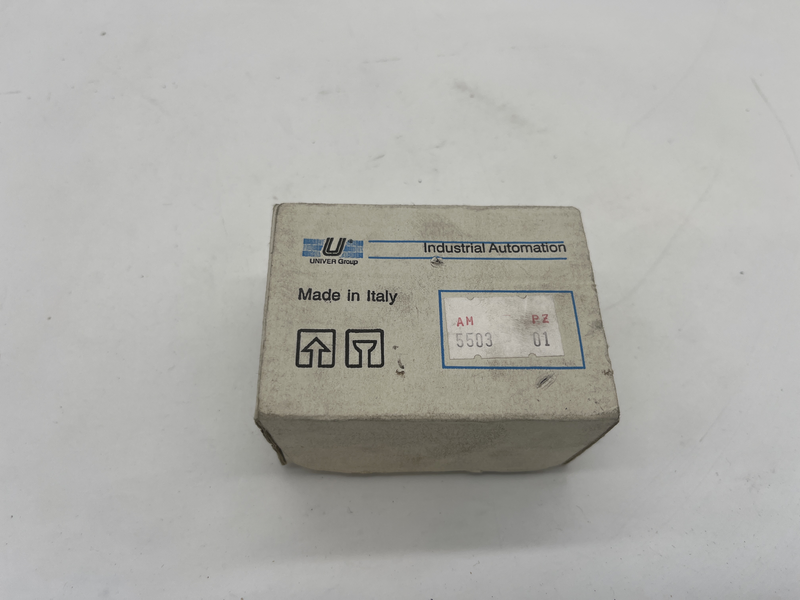 U
UNIVER Group
Industrial Automation
Made in Italy
AM PZ
5503 01